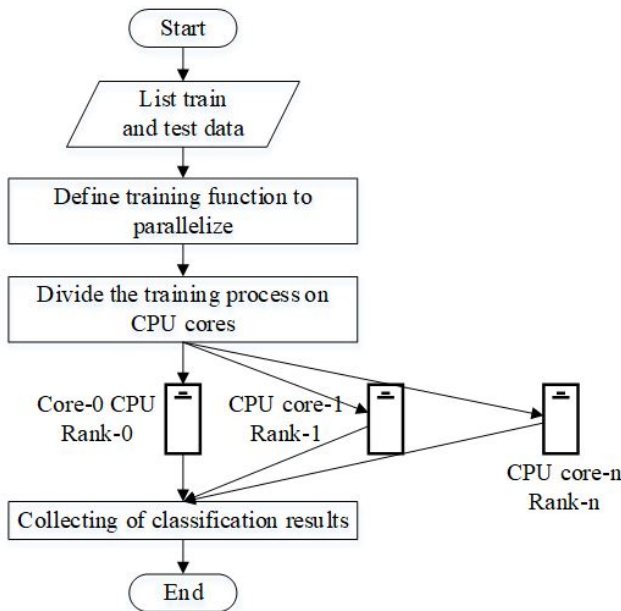 Start
List train
and test data
Define training function to
parallelize
Divide the training process on
CPU cores
Core-0 CPU
Rank-0
CPU core-1
Rank-1
CPU core-n
Rank-n
Collecting of classification results
End